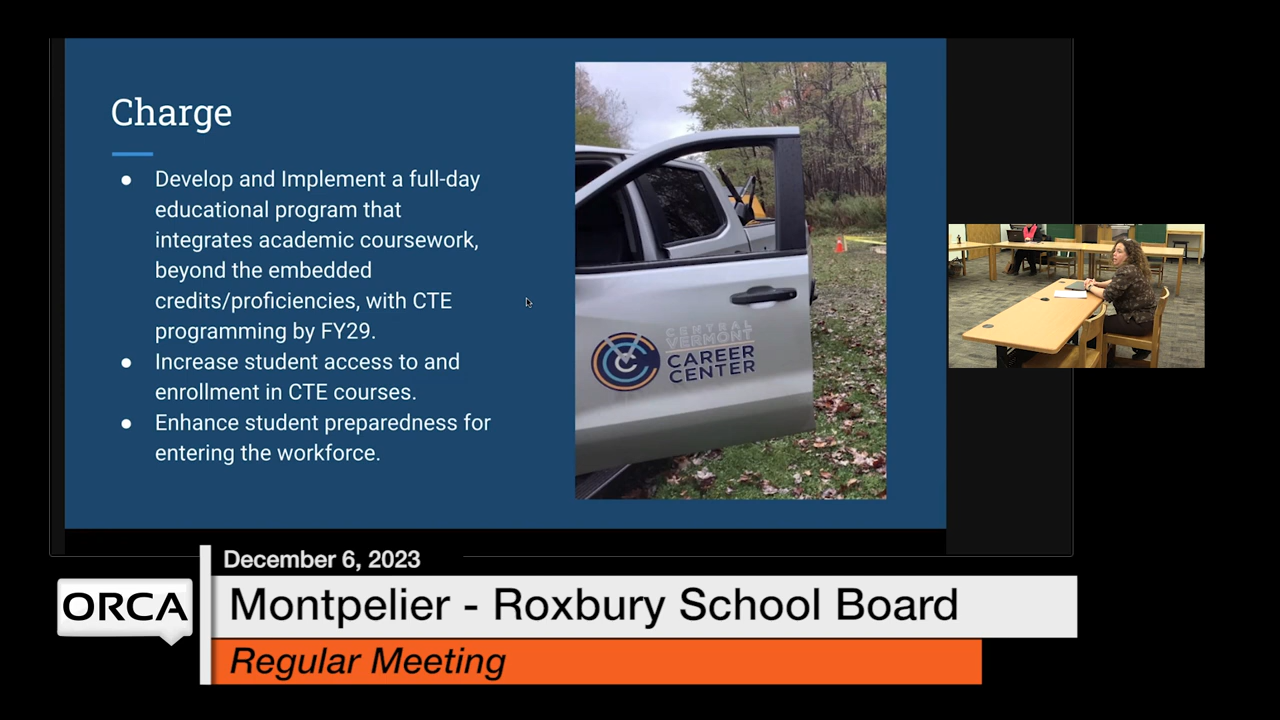 Charge
● Develop and Implement a full-day
educational program that
integrates academic coursework,
beyond the embedded
credits/proficiencies, with CTE
programming by FY29.
● Increase student access to and
enrollment in CTE courses.
● Enhance student preparedness for
entering the workforce.
CENTRAL
VERMONT
CAREER
CENTER
December 6, 2023
ORCA
Montpelier - Roxbury School Board
Regular Meeting